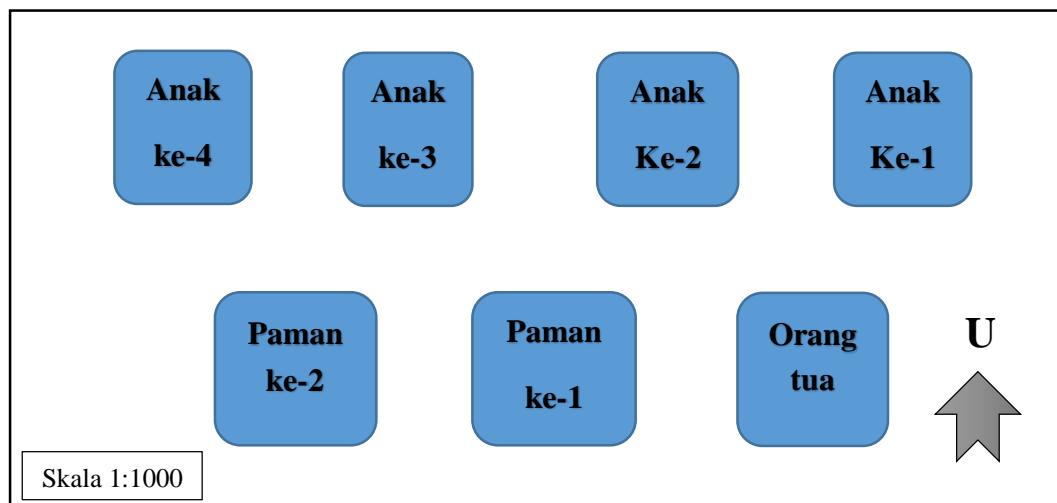 Anak
ke-4
Anak
ke-3
Anak
Ke-2
Anak
Ke-1
Paman
ke-2
Paman
ke-1
Orang
tua
U
Skala 1:1000